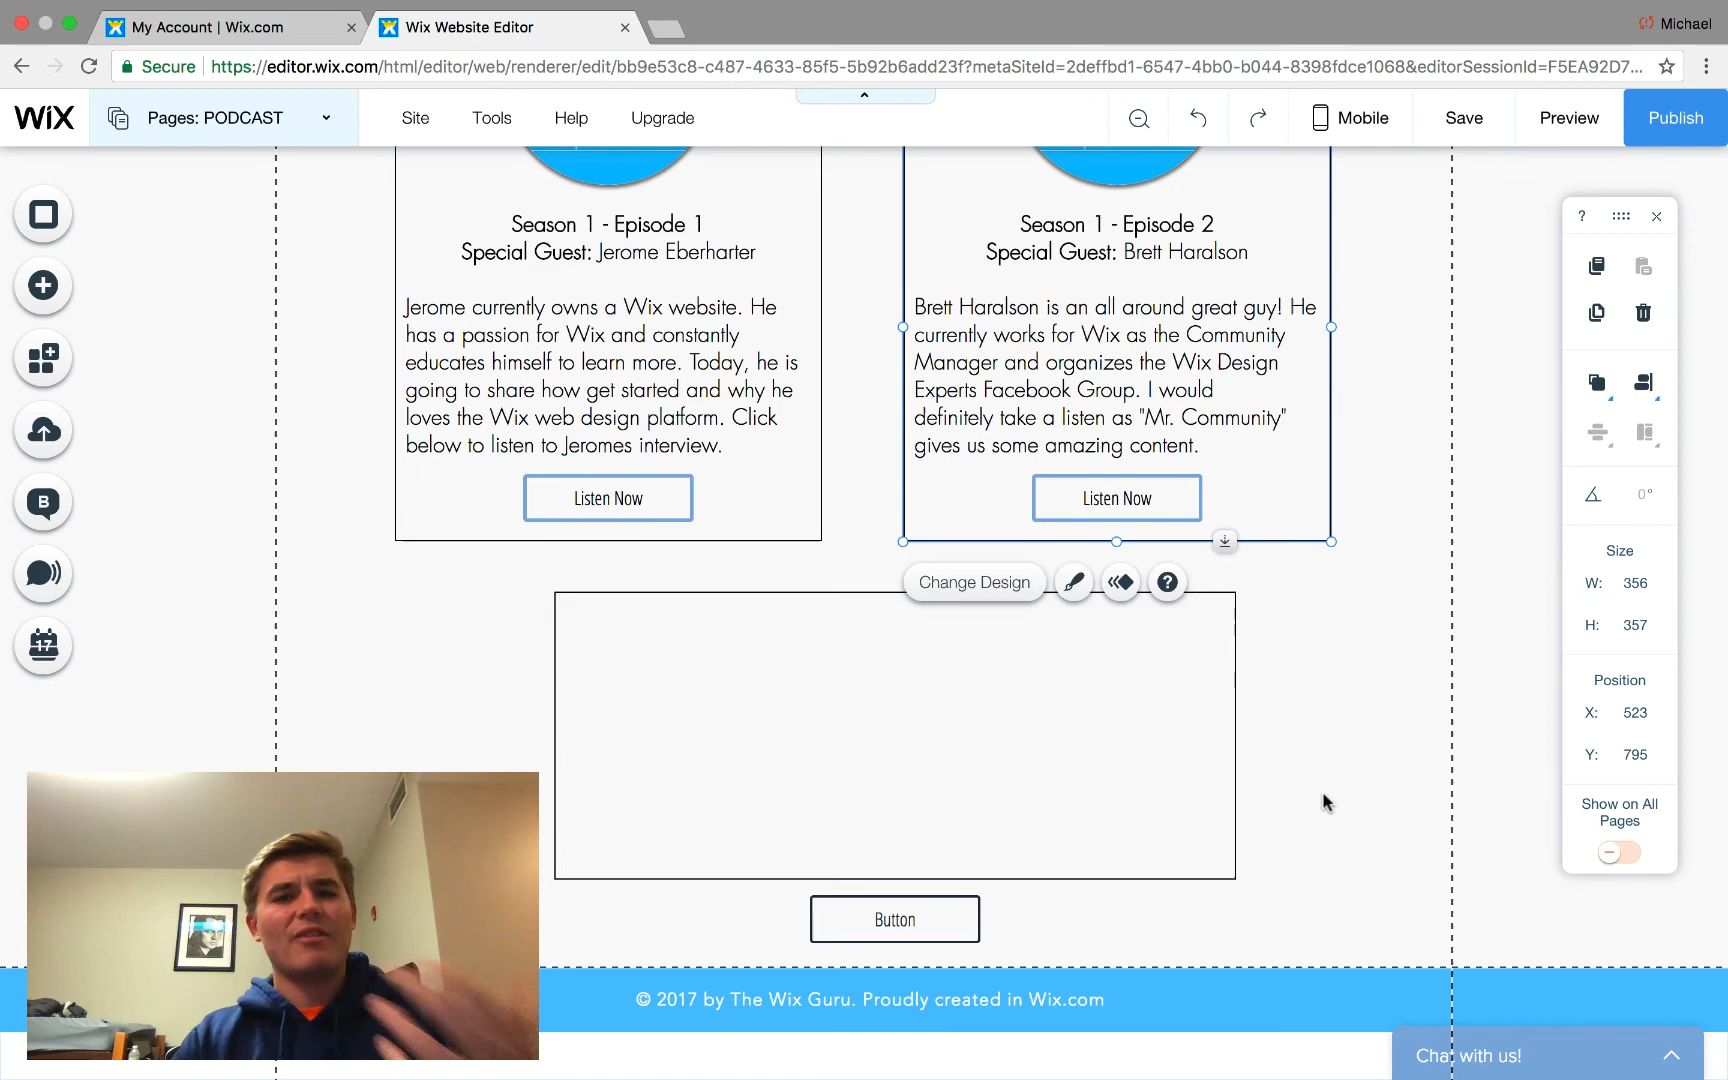 My Account | Wix.com
Wix Website Editor
Michael
Secure
https://editor.wix.com/html/editor/web/renderer/edit/bb9e53c8-c487-4633-85f5-5b92b6add23f?metaSiteId=2deffbd1-6547-4bb0-b044-8398fdce1068&editorSessionId=F5EA92D7...
WiX
Pages: PODCAST
Site
Tools
Help
Upgrade
Mobile
Save
Preview
Publish
Season 1 - Episode 1
Special Guest: Jerome Eberharter
Jerome currently owns a Wix website. He
has a passion for Wix and constantly
educates himself to learn more. Today, he is
going to share how get started and why he
loves the Wix web design platform. Click
below to listen to Jeromes interview.
Listen Now
Season 1 - Episode 2
Special Guest: Brett Haralson
Brett Haralson is an all around great guy! He
currently works for Wix as the Community
Manager and organizes the Wix Design
Experts Facebook Group. I would
definitely take a listen as "Mr. Community"
gives us some amazing content.
Listen Now
Change Design
?
B
17
Button
© 2017 by The Wix Guru. Proudly created in Wix.com
?
0°
Size
W: 356
H: 357
Position
X: 523
Y: 795
Show on All
Pages
Chat with us!